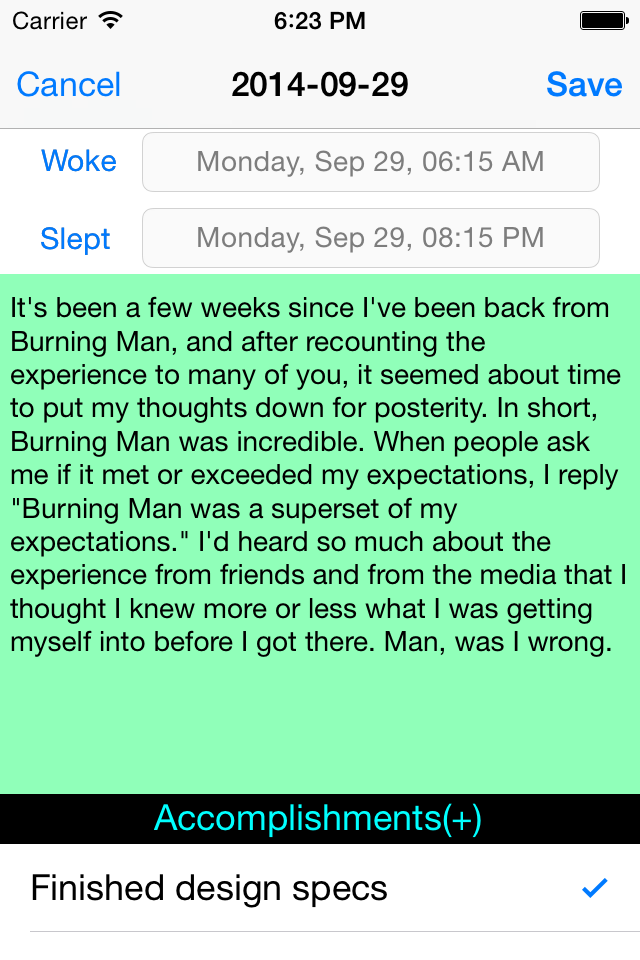 Carrier 6:23 PM
Cancel 2014-09-29 Save
Woke Monday, Sep 29, 06:15 AM
Slept Monday, Sep 29, 08:15 PM
It's been a few weeks since I've been back from
Burning Man, and after recounting the
experience to many of you, it seemed about time
to put my thoughts down for posterity. In short,
Burning Man was incredible. When people ask
me if it met or exceeded my expectations, I reply
"Burning Man was a superset of my
expectations." I'd heard so much about the
experience from friends and from the media that I
thought I knew more or less what I was getting
myself into before I got there. Man, was I wrong.
Accomplishments(+)
Finished design specs